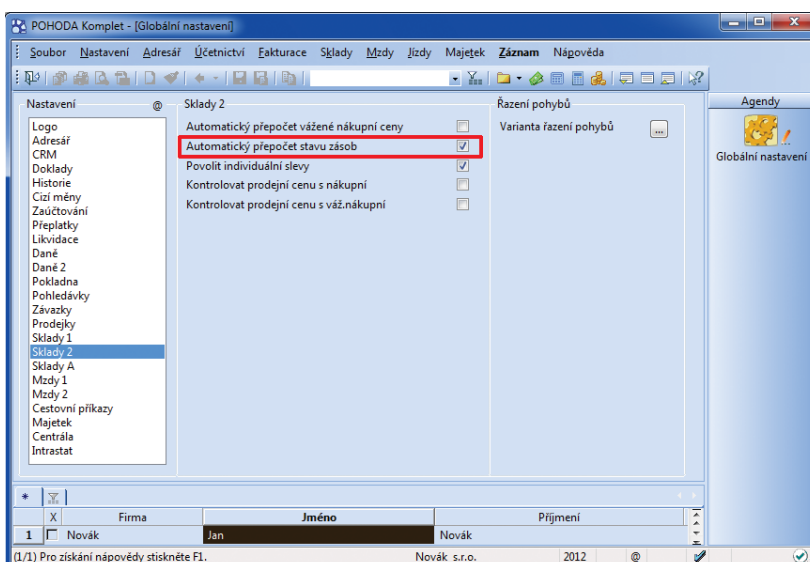 POHODA Komplet - [Globální nastavení]
Soubor Nastavení Adresář Účetnictví Fakturace Sklady Mzdy Jízdy Majetek Záznam Nápověda
Nastavení @
Logo
Adresář
CRM
Doklady
Historie
Cizí měny
Zaúčtování
Přeplatky
Likvidace
Daně
Daně 2
Pokladna
Pohledávky
Závazky
Prodejky
Sklady 1
Sklady 2
Sklady A
Mzdy 1
Mzdy 2
Cestovní příkazy
Majetek
Centrála
Intrastat
Sklady 2
Automatický přepočet vážené nákupní ceny
Automatický přepočet stavu zásob
Povolit individuální slevy
Kontrolovat prodejní cenu s nákupní
Kontrolovat prodejní cenu s váž.nákupní
Řazení pohybů
Varianta řazení pohybů ...
Agendy
Globální nastavení
*
X Firma Jméno Příjmení
1 Novák Jan Novák
(1/1) Pro získání nápovědy stiskněte F1. Novák s.r.o. 2012 @